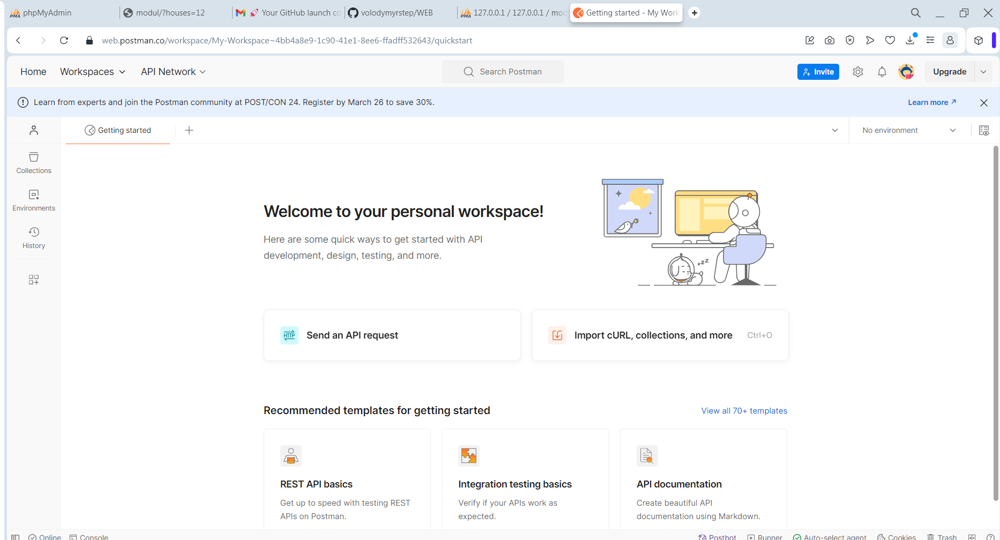 phpMyAdmin
modul/?houses=12
🚀 Your GitHub launch co
volodymyrstep/WEB
PMA 127.0.0.1 / 127.0.0.1 / mod
Getting started - My Work
web.postman.co/workspace/My-Workspace~4bb4a8e9-1c90-41e1-8ee6-ffadff532643/quickstart
Home Workspaces API Network
Search Postman
Invite
Upgrade
Learn from experts and join the Postman community at POST/CON 24. Register by March 26 to save 30%.
Learn more ↗
Getting started
No environment
Collections
Environments
History
Welcome to your personal workspace!
Here are some quick ways to get started with API
development, design, testing, and more.
zzZ
HTTP Send an API request
Import cURL, collections, and more Ctrl+O
Recommended templates for getting started
View all 70+ templates
REST API basics
Get up to speed with testing REST
APIs on Postman.
Integration testing basics
Verify if your APIs work as
expected.
API documentation
Create beautiful API
documentation using Markdown.
Online Console
Postbot Runner Auto-select agent Cookies Trash